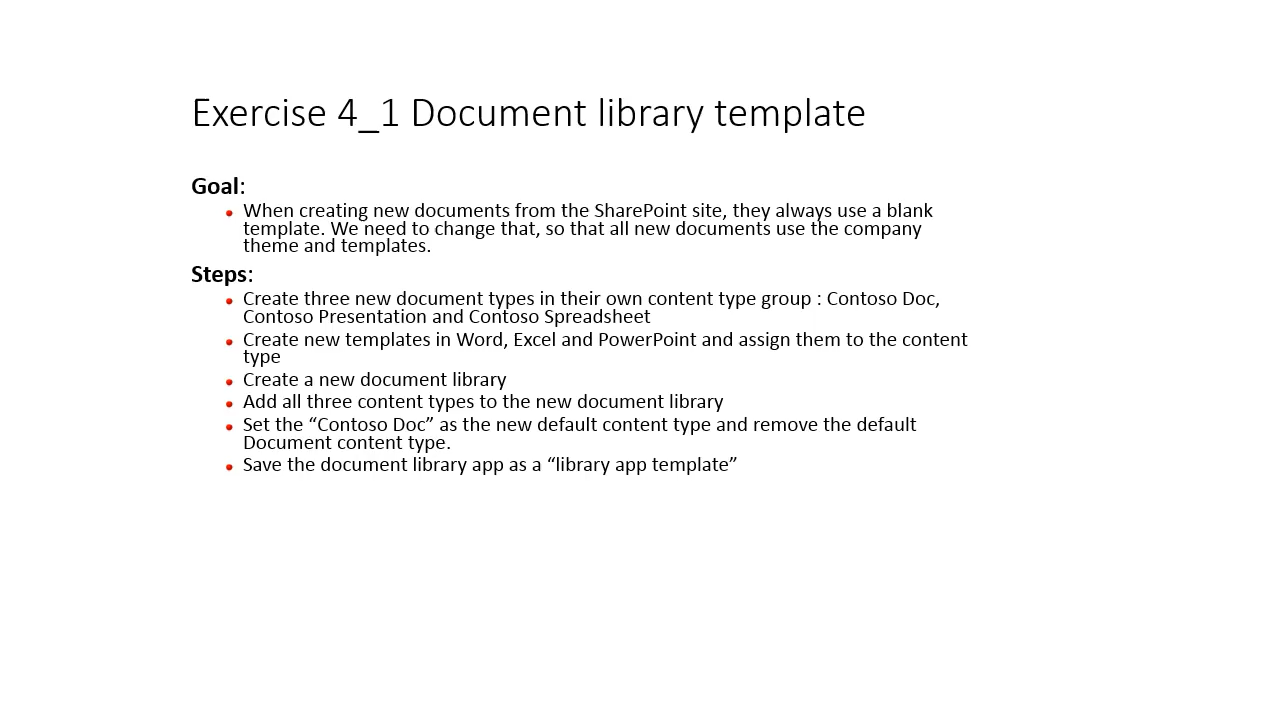 Exercise 4_1 Document library template
Goal:
When creating new documents from the SharePoint site, they always use a blank
template. We need to change that, so that all new documents use the company
theme and templates.
Steps:
Create three new document types in their own content type group : Contoso Doc,
Contoso Presentation and Contoso Spreadsheet
Create new templates in Word, Excel and PowerPoint and assign them to the content
type
Create a new document library
Add all three content types to the new document library
Set the “Contoso Doc” as the new default content type and remove the default
Document content type.
Save the document library app as a “library app template”